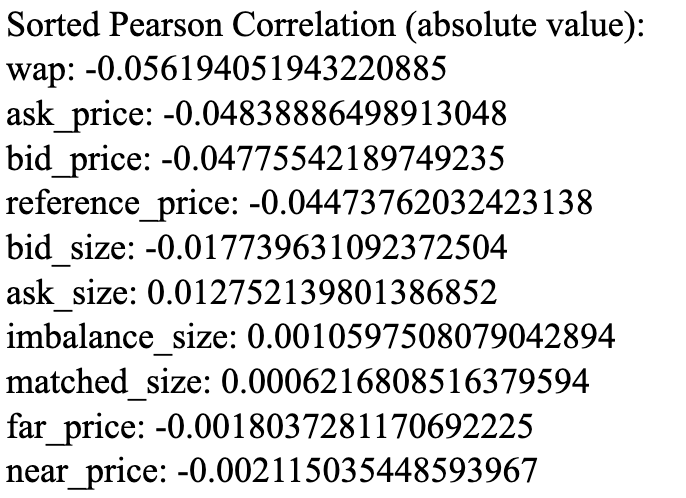 Sorted Pearson Correlation (absolute value):
wap: -0.056194051943220885
ask_price: -0.04838886498913048
bid_price: -0.04775542189749235
reference_price: -0.04473762032423138
bid_size: -0.017739631092372504
ask_size: 0.012752139801386852
imbalance_size: 0.0010597508079042894
matched_size: 0.0006216808516379594
far_price: -0.0018037281170692225
near_price: -0.002115035448593967